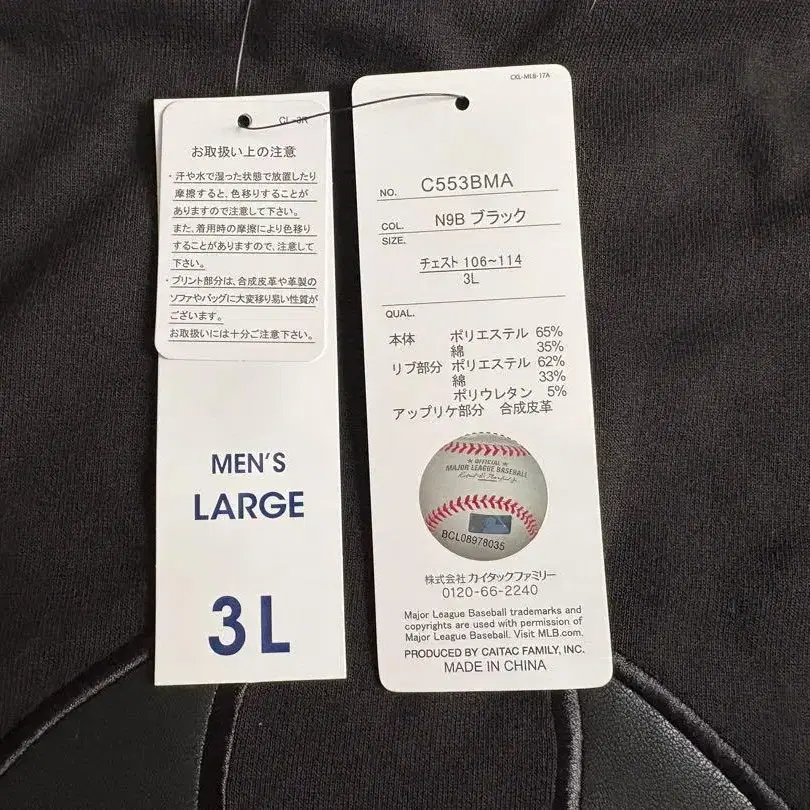 CL-3R
お取扱い上の注意
・汗や水で湿った状態で放置したり
摩擦すると、色移りすることが
ありますので注意して下さい。
また、着用時の摩擦により色移り
することがありますので、注意して
下さい。
・プリント部分は、合成皮革や革製の
ソファやバッグに大変移り易い性質が
ございます。
お取扱いには十分ご注意下さい。
MEN'S
LARGE
3L
CXL-MLB-17A
NO. C553BMA
COL. N9B ブラック
SIZE.
チェスト 106~114
3L
QUAL.
本体 ポリエステル 65%
綿 35%
リブ部分 ポリエステル 62%
綿 33%
ポリウレタン 5%
アップリケ部分 合成皮革
OFFICIAL
MAJOR LEAGUE BASEBALL
BCL08978035
株式会社 カイタックファミリー
0120-66-2240
Major League Baseball trademarks and
copyrights are used with permission of
Major League Baseball. Visit MLB.com.
PRODUCED BY CAITAC FAMILY, INC.
MADE IN CHINA